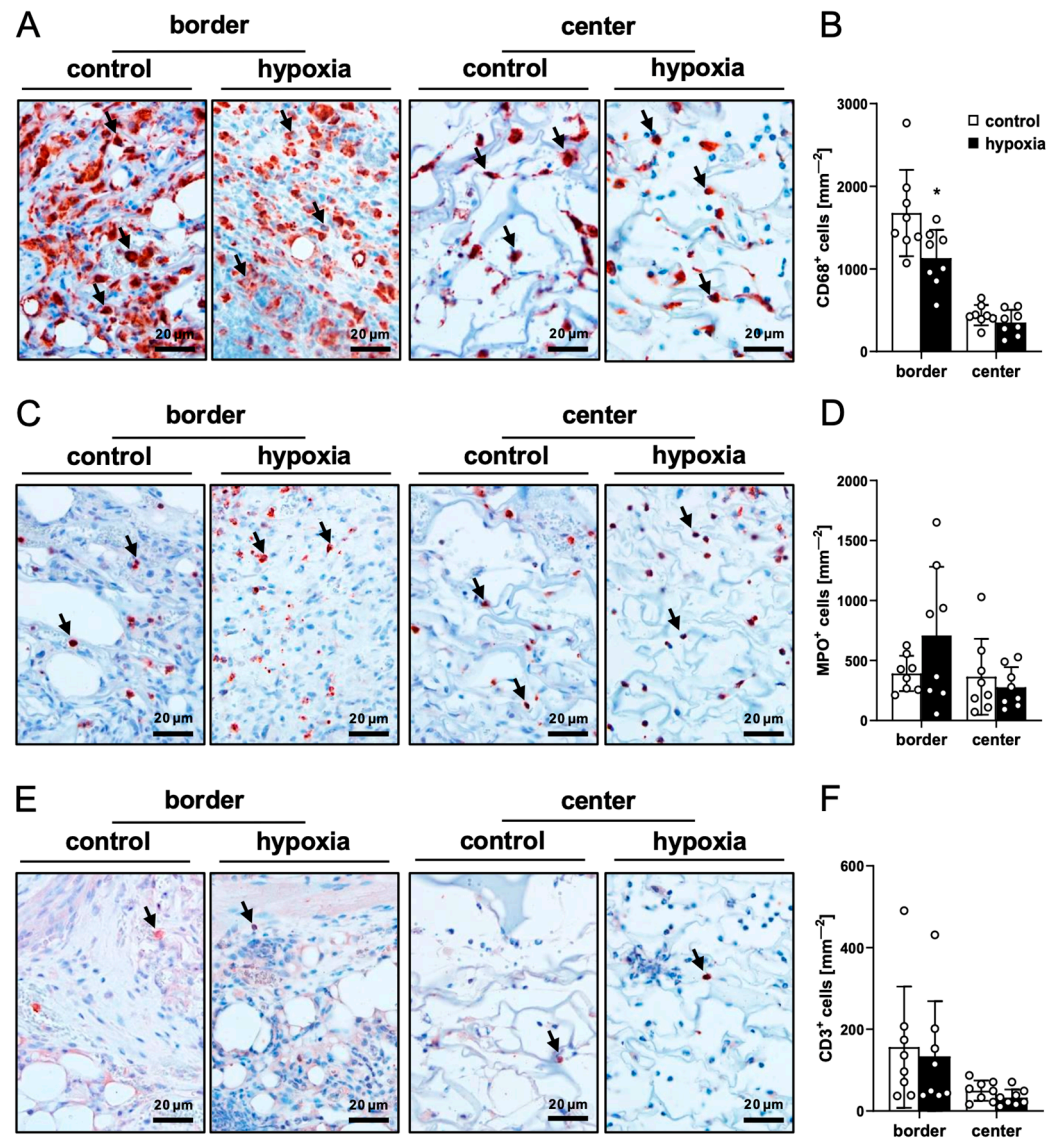 A
border
center
control
hypoxia
control
hypoxia
20 µm
20 µm
20 µm
20 µm
B
3000
2000
1000
0
CD68+ cells [mm−2]
control
hypoxia
*
border
center
C
border
center
control
hypoxia
control
hypoxia
20 µm
20 µm
20 µm
20 µm
D
2000
1500
1000
500
0
MPO+ cells [mm−2]
border
center
E
border
center
control
hypoxia
control
hypoxia
20 µm
20 µm
20 µm
20 µm
F
600
400
200
0
CD3+ cells [mm−2]
border
center